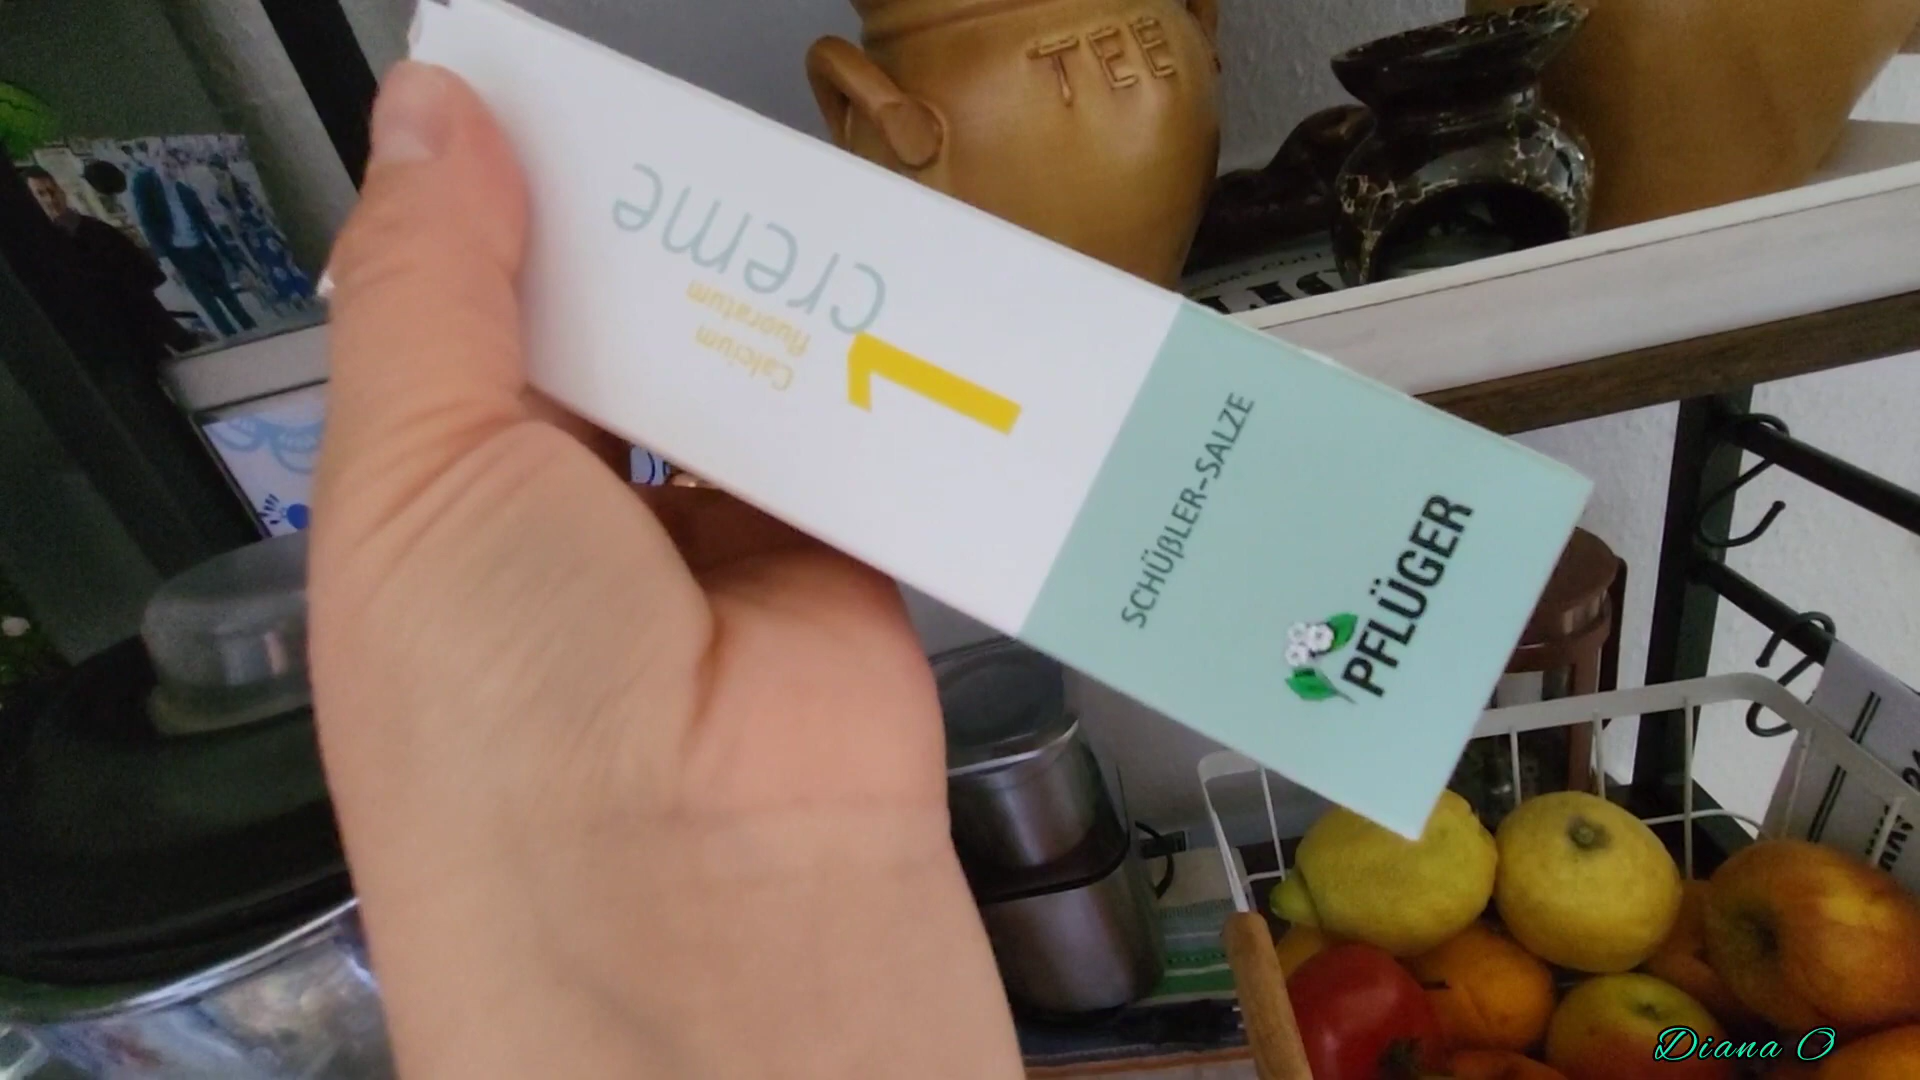 TEE
PFLÜGER
SCHÜßLER-SALZE
1
Calcium
fluoratum
creme
Diana O